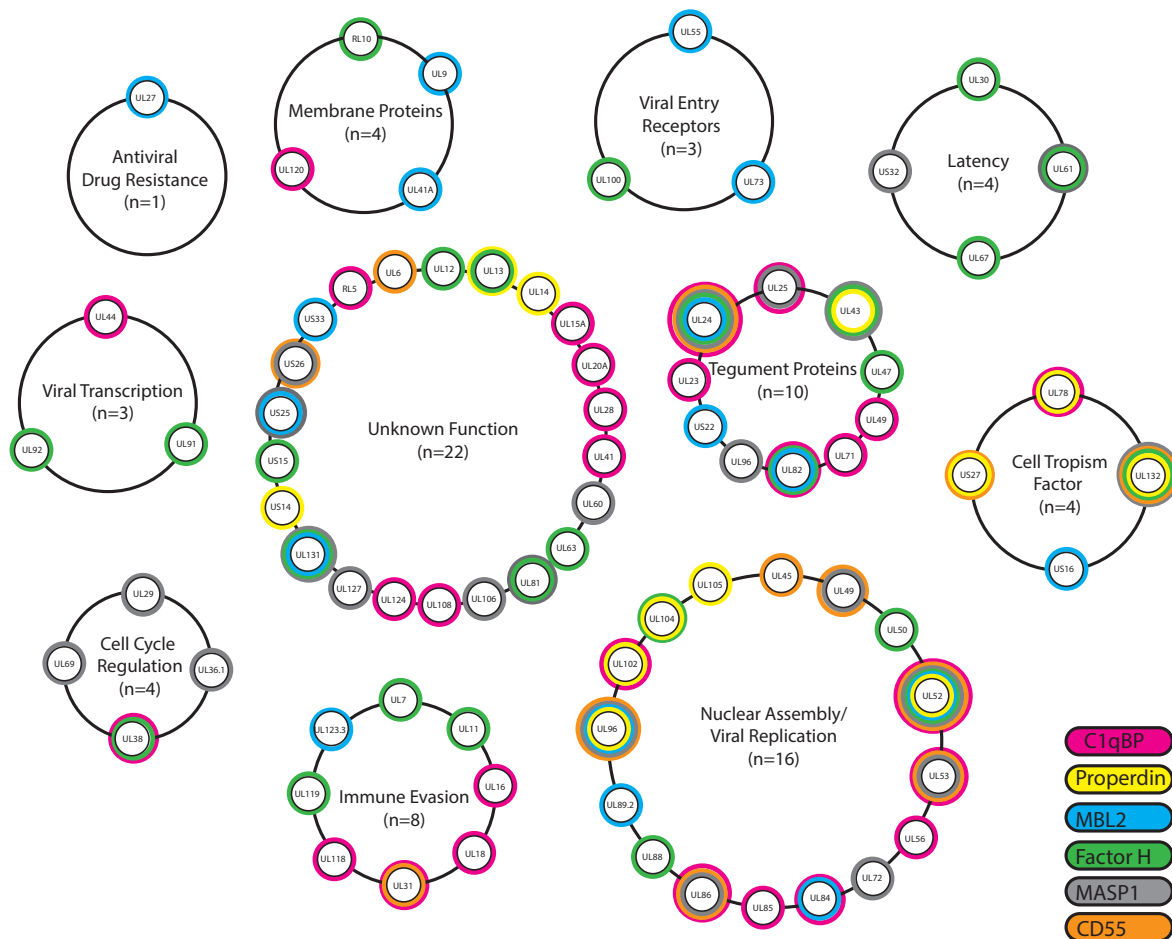 UL27
Antiviral
Drug Resistance
(n=1)
RL10
UL9
Membrane Proteins
(n=4)
UL120
UL41A
UL55
Viral Entry
Receptors
(n=3)
UL100
UL73
UL30
Latency
(n=4)
US32
UL61
UL67
UL44
Viral Transcription
(n=3)
UL92
UL91
UL6
UL12
UL13
UL14
RL5
UL15A
US33
UL20A
US26
UL28
US25
Unknown Function
(n=22)
UL41
US15
UL60
US14
UL63
UL131
UL81
UL127
UL124
UL108
UL106
UL25
UL43
UL24
UL47
Tegument Proteins
(n=10)
UL23
UL49
US22
UL71
UL96
UL82
UL78
US27
Cell Tropism
Factor
(n=4)
UL132
US16
UL29
Cell Cycle
Regulation
(n=4)
UL69
UL36.1
UL38
UL7
UL123.3
UL11
UL119
UL16
Immune Evasion
(n=8)
UL118
UL18
UL31
UL105
UL45
UL49
UL104
UL50
UL102
UL52
UL96
Nuclear Assembly/
Viral Replication
(n=16)
UL53
UL89.2
UL56
UL88
UL72
UL86
UL85
UL84
C1qBP
Properdin
MBL2
Factor H
MASP1
CD55